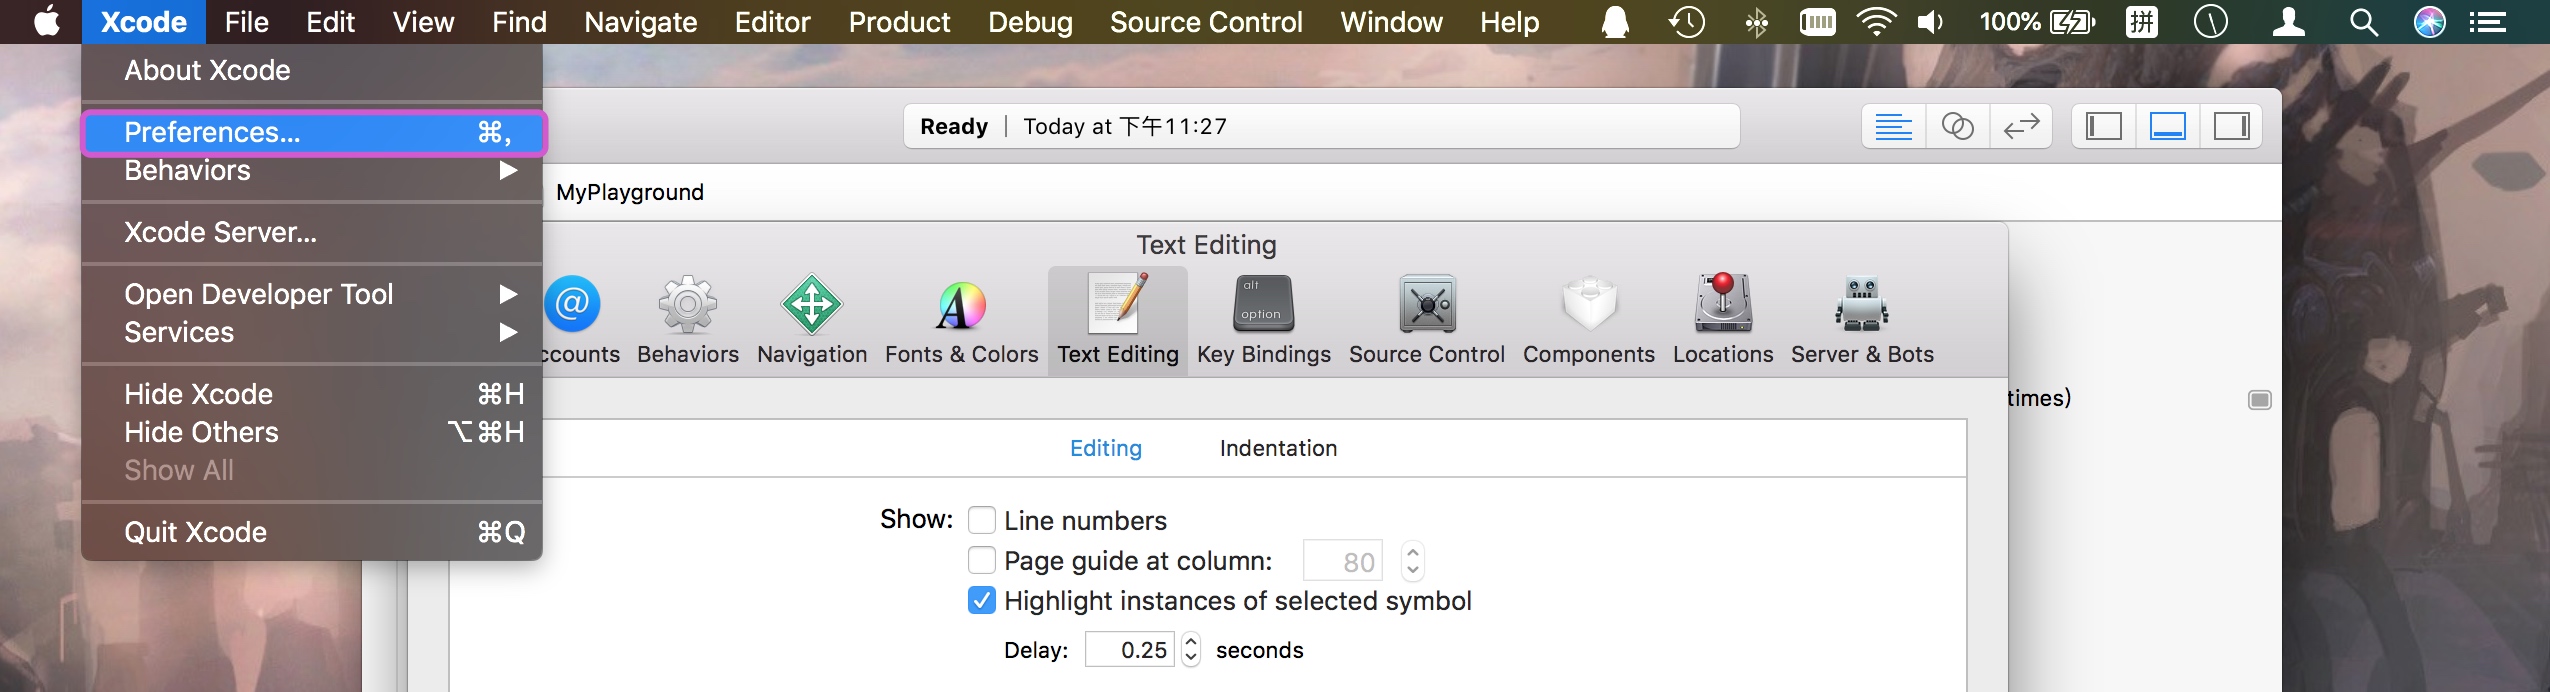 Xcode File Edit View Find Navigate Editor Product Debug Source Control Window Help 100% 拼
About Xcode
Preferences... ⌘,
Behaviors ▶
Xcode Server...
Open Developer Tool ▶
Services ▶
Hide Xcode ⌘H
Hide Others ⌥⌘H
Show All
Quit Xcode ⌘Q
Ready | Today at 下午11:27
MyPlayground
Text Editing
@ alt option
ccounts Behaviors Navigation Fonts & Colors Text Editing Key Bindings Source Control Components Locations Server & Bots
times)
Editing Indentation
Show: Line numbers
Page guide at column: 80
Highlight instances of selected symbol
Delay: 0.25 seconds